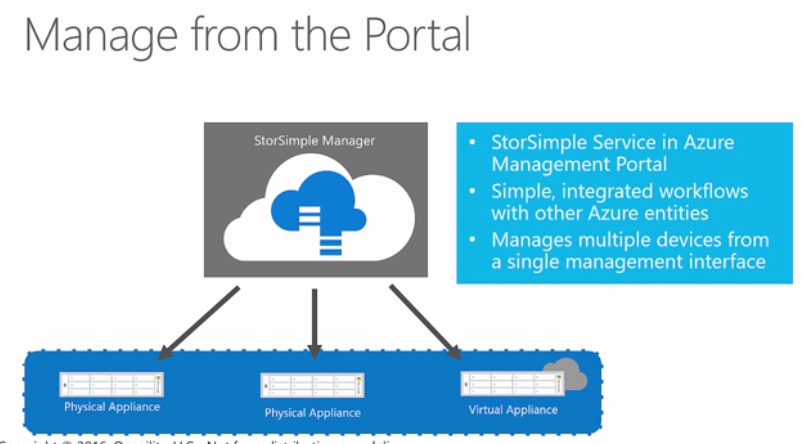 Manage from the Portal
StorSimple Manager
• StorSimple Service in Azure
Management Portal
• Simple, integrated workflows
with other Azure entities
• Manages multiple devices from
a single management interface
Physical Appliance
Physical Appliance
Virtual Appliance